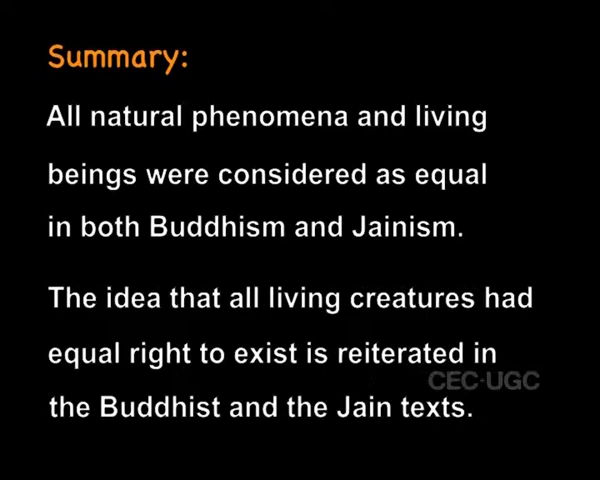 Summary:
All natural phenomena and living
beings were considered as equal
in both Buddhism and Jainism.
The idea that all living creatures had
equal right to exist is reiterated in
CEC-UGC
the Buddhist and the Jain texts.